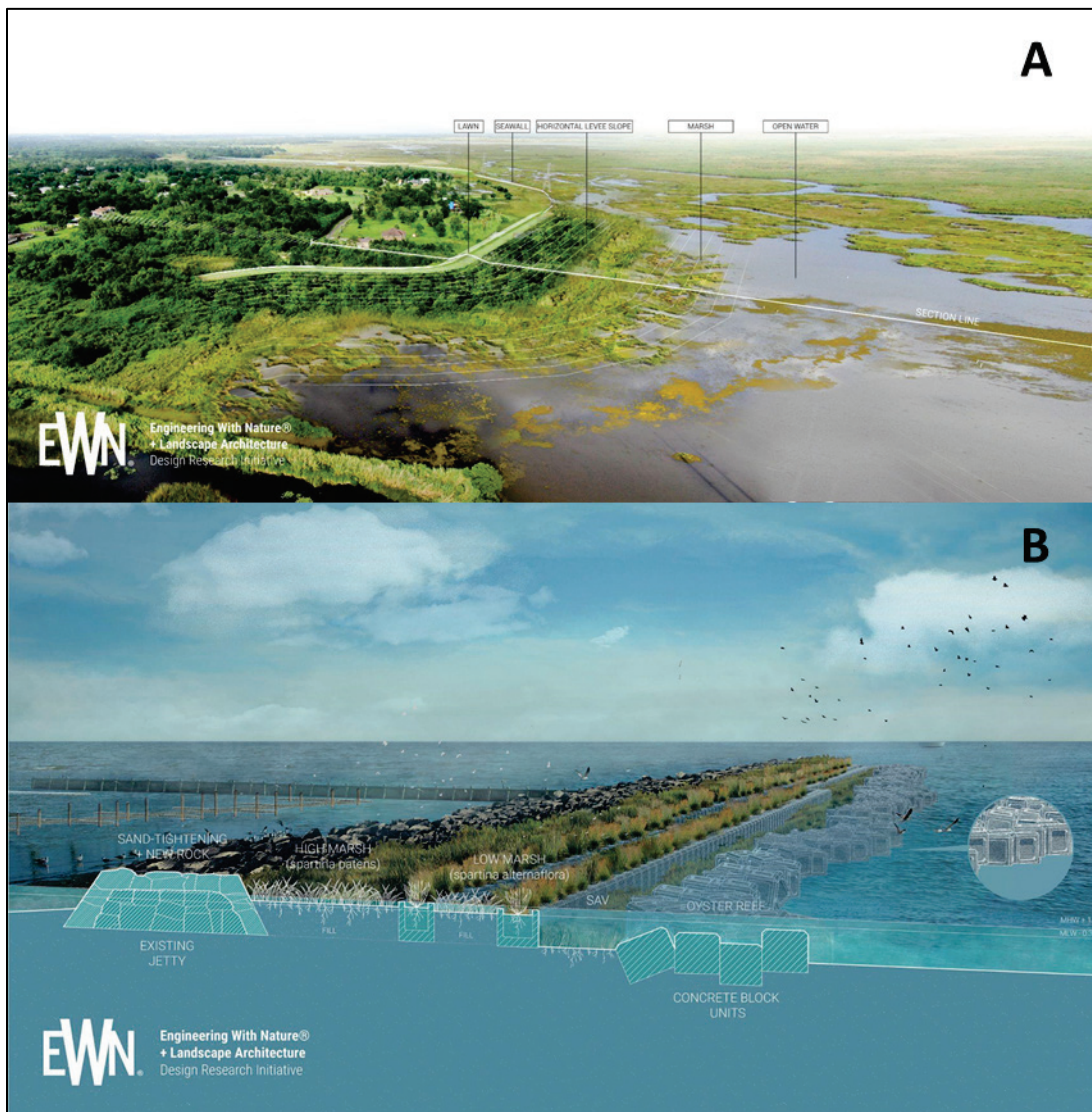 A
LAWN
SEAWALL
HORIZONTAL LEVEE SLOPE
MARSH
OPEN WATER
SECTION LINE
EWN®
Engineering With Nature®
+ Landscape Architecture
Design Research Initiative
B
SAND-TIGHTENING
+ NEW ROCK
HIGH MARSH
(spartina patens)
LOW MARSH
(spartina alternaflora)
SAV
OYSTER REEF
FILL
FILL
EXISTING
JETTY
CONCRETE BLOCK
UNITS
EWN®
Engineering With Nature®
+ Landscape Architecture
Design Research Initiative